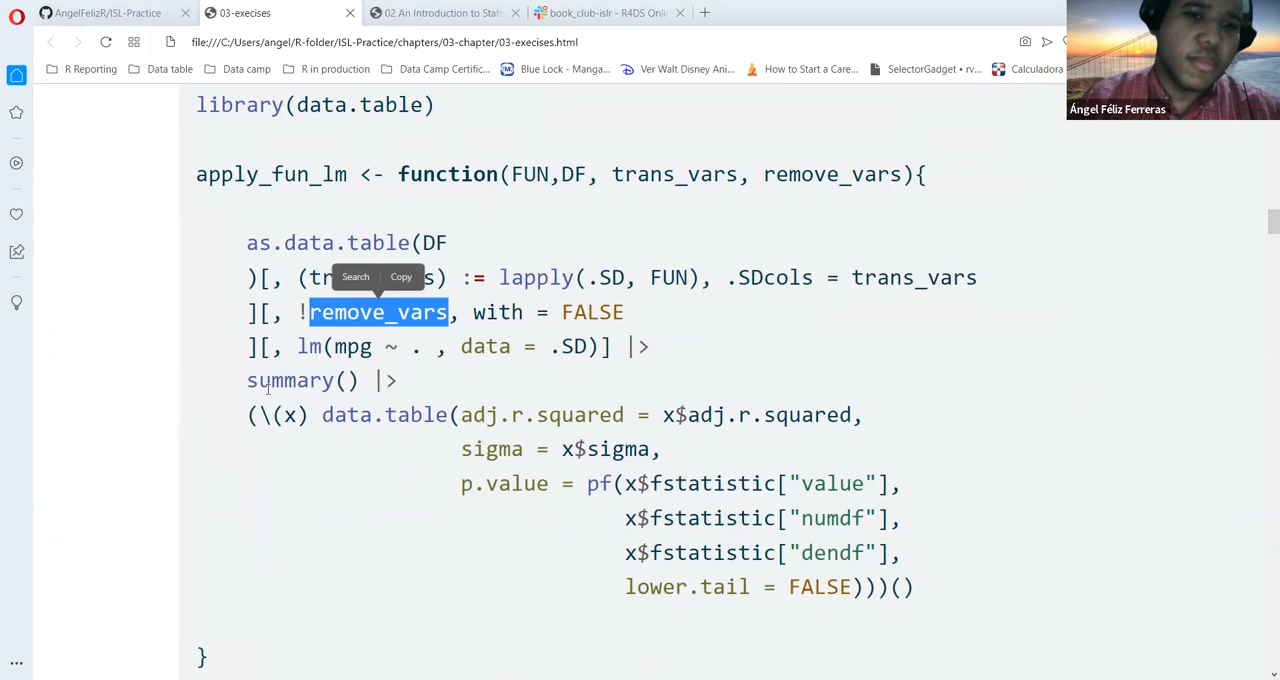 AngelFelizR/ISL-Practice
03-execises
02 An Introduction to Stati
book_club-islr - R4DS Onli
file:///C:/Users/angel/R-folder/ISL-Practice/chapters/03-chapter/03-execises.html
R Reporting
Data table
Data camp
R in production
Data Camp Certific...
Blue Lock - Manga...
Ver Walt Disney Ani...
How to Start a Care...
SelectorGadget • rv...
Calculadora
Ángel Féliz Ferreras
library(data.table)
apply_fun_lm <- function(FUN,DF, trans_vars, remove_vars){
as.data.table(DF
)[, (tr s) := lapply(.SD, FUN), .SDcols = trans_vars
Search Copy
][, !remove_vars, with = FALSE
][, lm(mpg ~ . , data = .SD)] |>
summary() |>
(\(x) data.table(adj.r.squared = x$adj.r.squared,
sigma = x$sigma,
p.value = pf(x$fstatistic["value"],
x$fstatistic["numdf"],
x$fstatistic["dendf"],
lower.tail = FALSE)))()
}